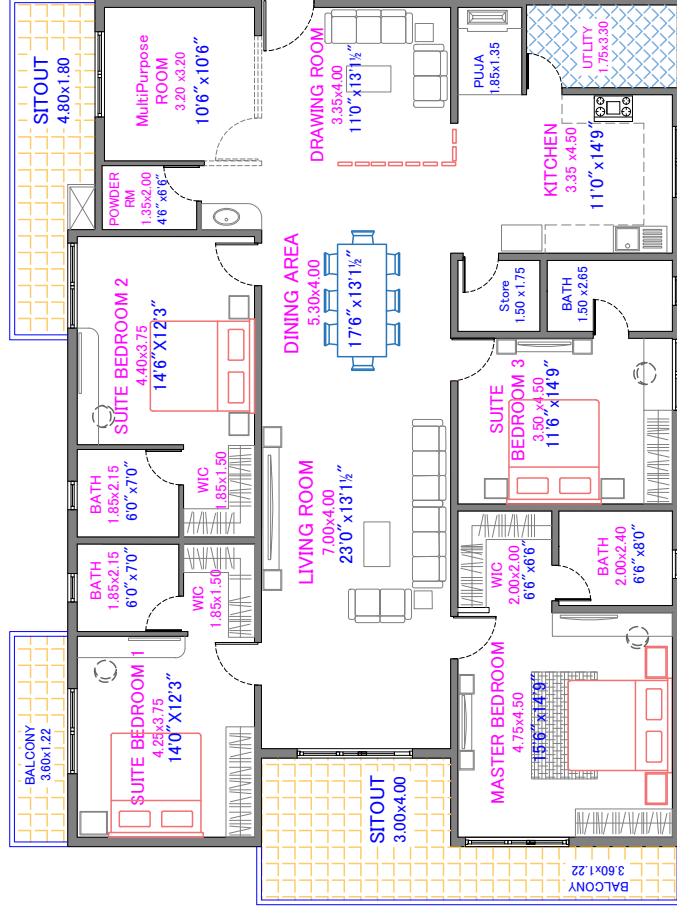 SITOUT
4.80x1.80
MultiPurpose
ROOM
3.20 x3.20
10'6"x10'6"
DRAWING ROOM
3.35x4.00
11'0"x13'1½"
PUJA
1.85x1.35
UTLITY
1.75x3.30
POWDER
RM
1.35x2.00
4'6"x6'6"
KITCHEN
3.35 x4.50
11'0"x14'9"
SUITE BEDROOM 2
4.40x3.75
14'6"X12'3"
DINING AREA
5.30x4.00
17'6"x13'1½"
Store
1.50 x1.75
BATH
1.50 x2.65
BATH
1.85x2.15
6'0"x7'0"
WIC
1.85x1.50
LIVING ROOM
7.00x4.00
23'0"x13'1½"
SUITE
BEDROOM 3
3.50 x4.50
11'6"x14'9"
BATH
1.85x2.15
6'0"x7'0"
WIC
1.85x1.50
WIC
2.00x2.00
6'6"x6'6"
BATH
2.00x2.40
6'6"x8'0"
BALCONY
3.60x1.22
SUITE BEDROOM 1
4.25x3.75
14'0"X12'3"
SITOUT
3.00x4.00
MASTER BEDROOM
4.75x4.50
15'6"x14'9"
BALCONY
3.60x1.22